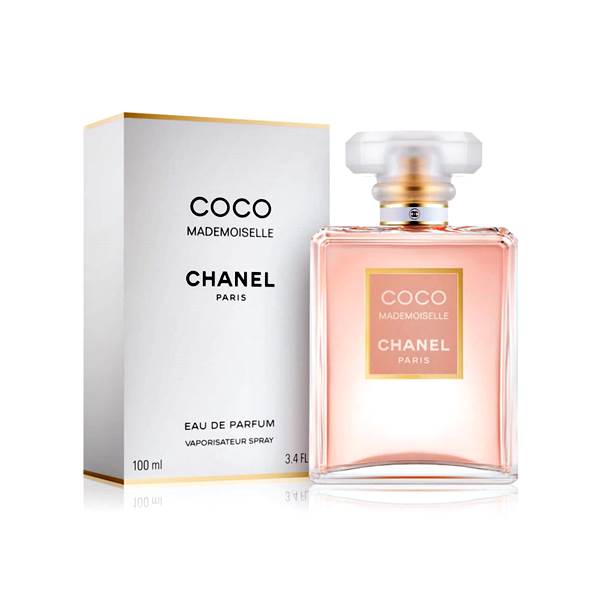 COCO
MADEMOISELLE
CHANEL
PARIS
EAU DE PARFUM
VAPORISATEUR SPRAY
100 ml
3.4 FL
COCO
MADEMOISELLE
CHANEL
PARIS